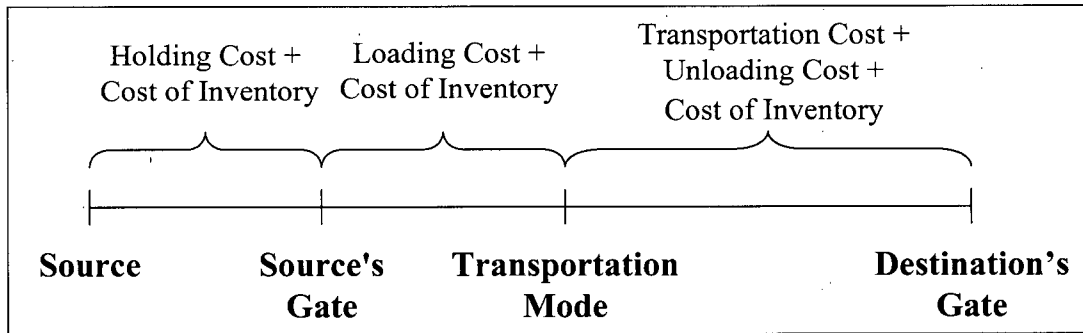 Holding Cost +
Cost of Inventory
Loading Cost +
Cost of Inventory
Transportation Cost +
Unloading Cost +
Cost of Inventory
Source
Source's
Gate
Transportation
Mode
Destination's
Gate